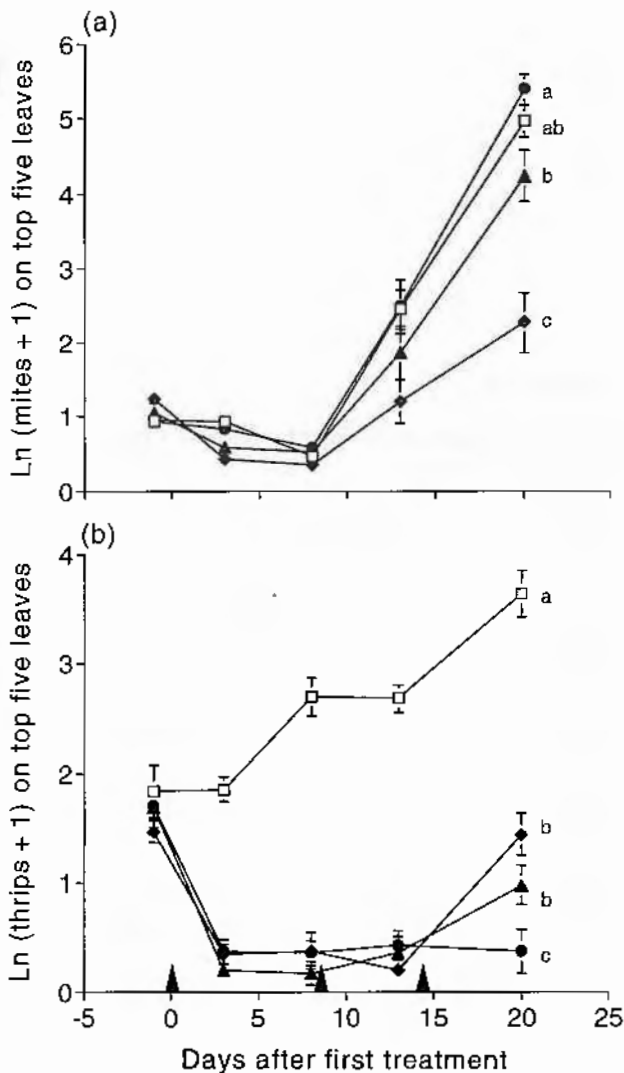 (a)
Ln (mites + 1) on top five leaves
6
5
4
3
2
1
0
a
ab
b
c
(b)
Ln (thrips + 1) on top five leaves
4
3
2
1
0
a
b
b
c
-5 0 5 10 15 20 25
Days after first treatment